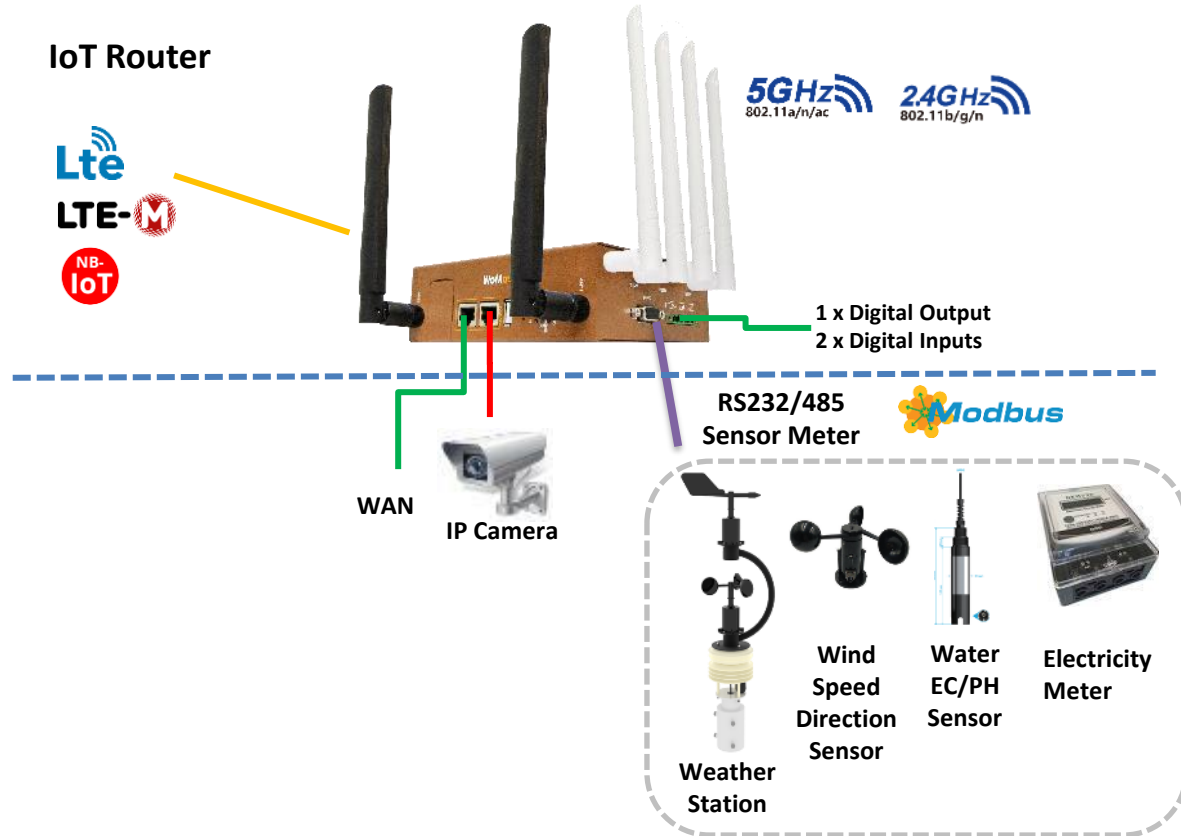 IoT Router
Lte
LTE-M
NB-
IoT
5GHz
802.11a/n/ac
2.4GHz
802.11b/g/n
1 x Digital Output
2 x Digital Inputs
RS232/485
Sensor Meter
Modbus
WAN
IP Camera
Weather
Station
Wind
Speed
Direction
Sensor
Water
EC/PH
Sensor
Electricity
Meter